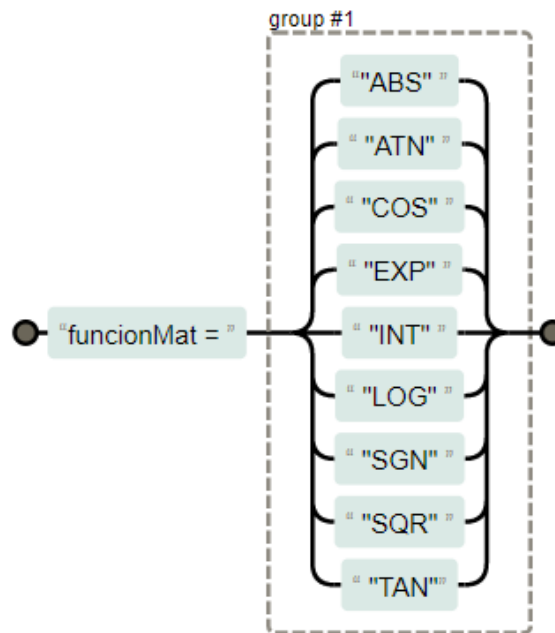 group #1
“"ABS" ”
“ "ATN" ”
“ "COS" ”
“ "EXP" ”
“funcionMat = ”
“ "INT" ”
“ "LOG" ”
“ "SGN" ”
“ "SQR" ”
“ "TAN"”